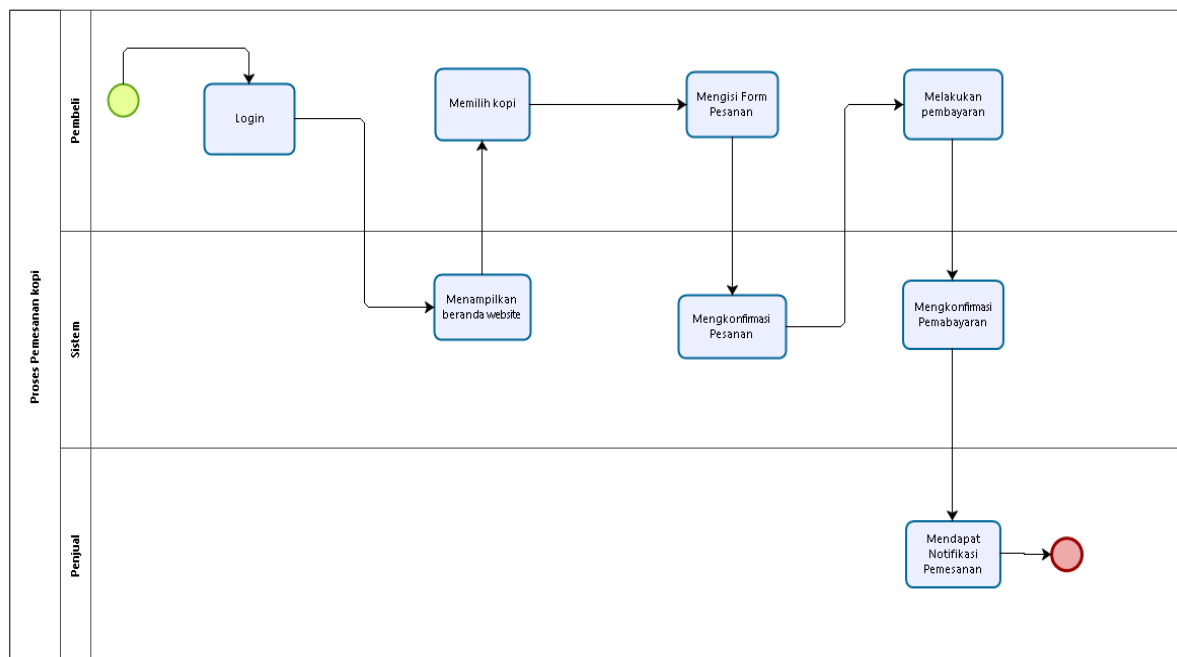 Proses Pemesanan kopi
Pembeli
Login
Memilih kopi
Mengisi Form
Pesanan
Melakukan
pembayaran
Sistem
Menampilkan
beranda website
Mengkonfirmasi
Pesanan
Mengkonfirmasi
Pemabayaran
Penjual
Mendapat
Notifikasi
Pemesanan